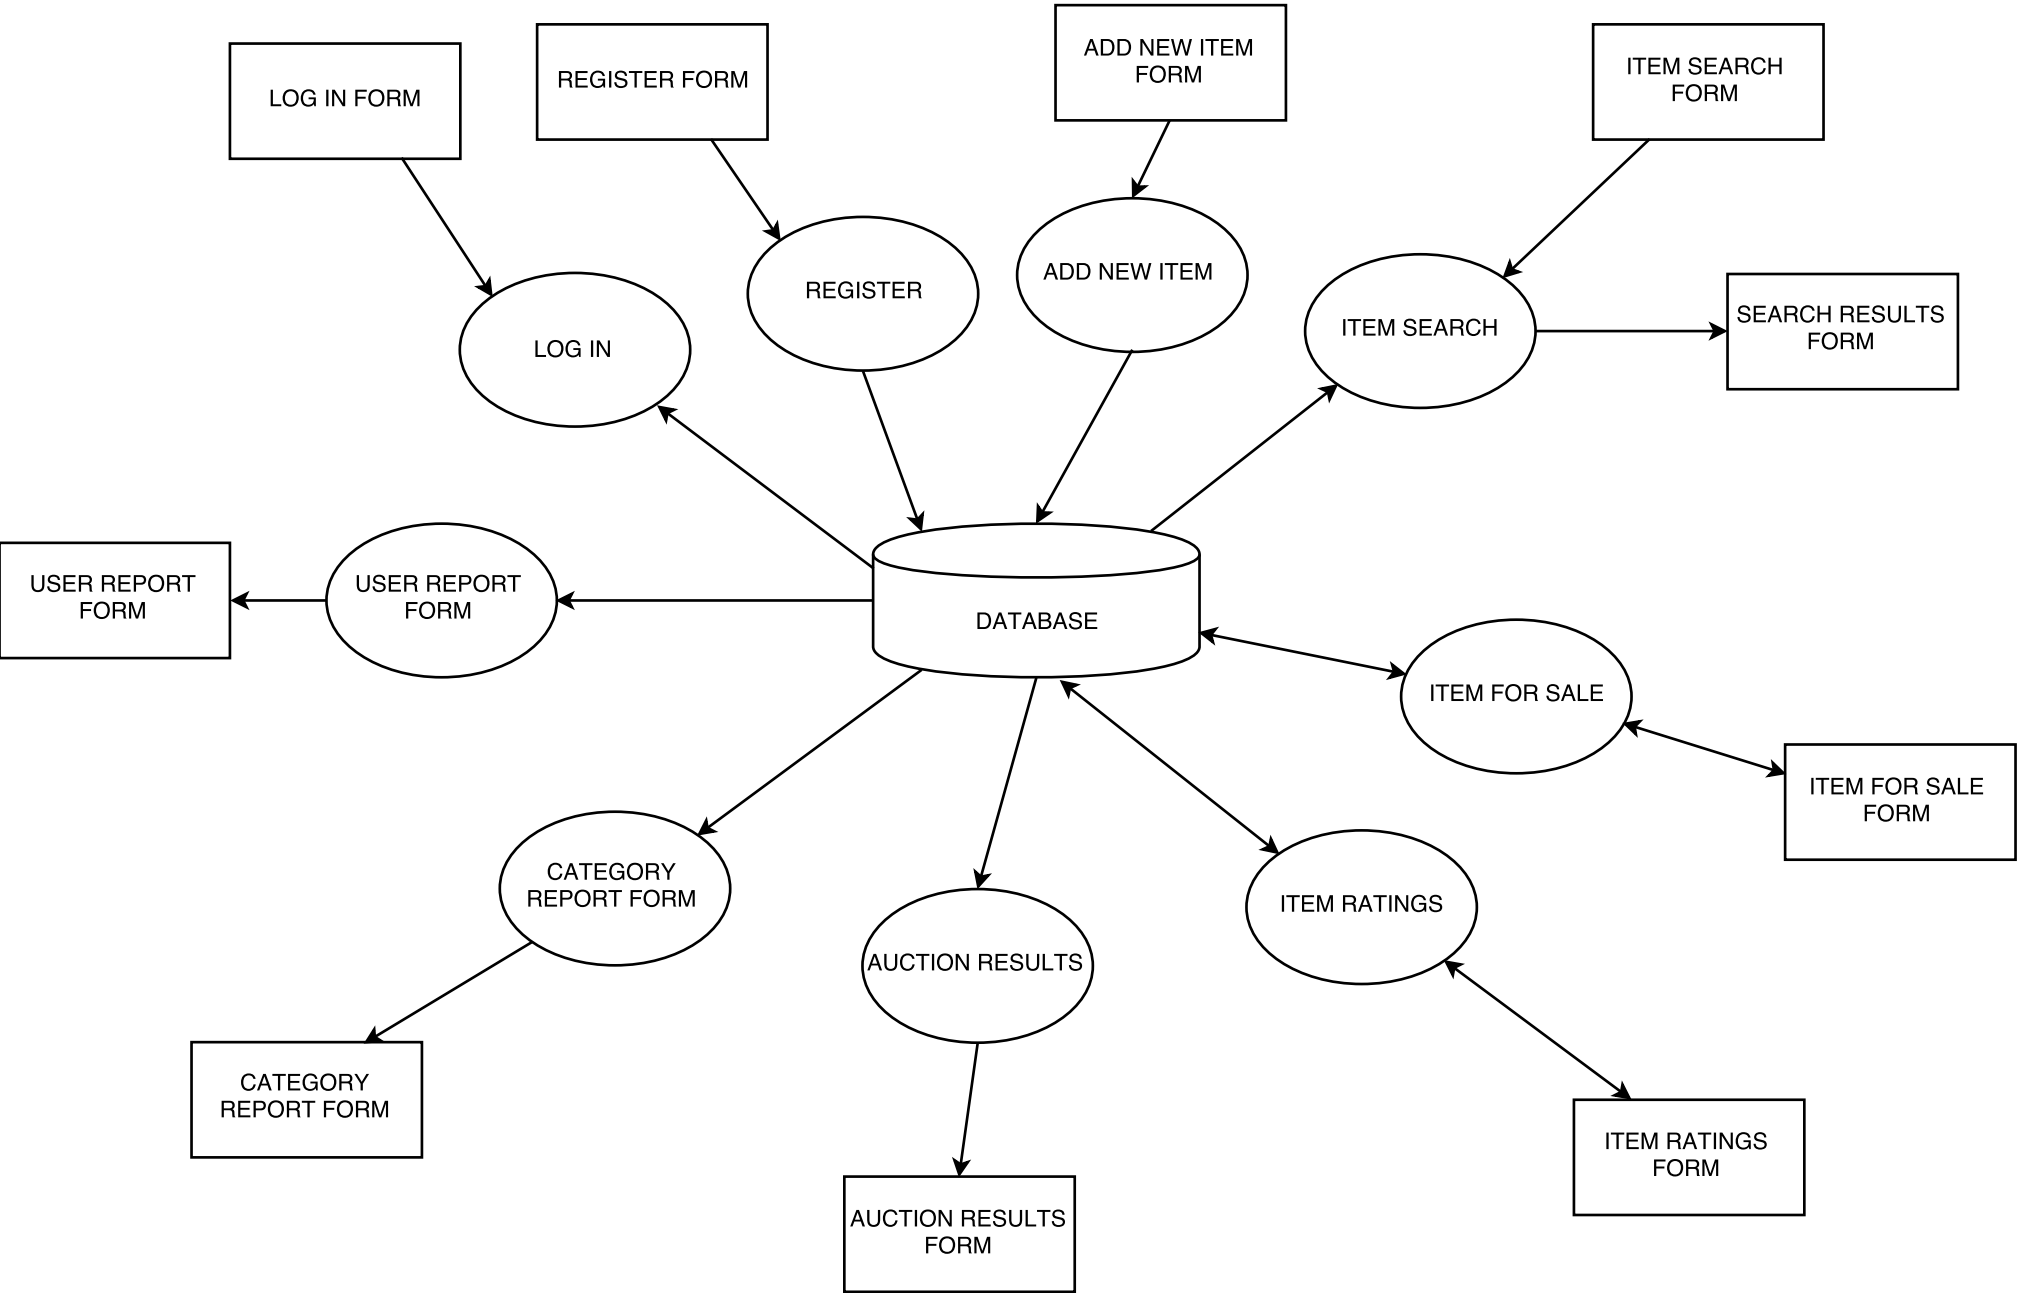 ADD NEW ITEM
FORM
REGISTER FORM
ITEM SEARCH
FORM
LOG IN FORM
ADD NEW ITEM
REGISTER
ITEM SEARCH
SEARCH RESULTS
FORM
LOG IN
USER REPORT
FORM
USER REPORT
FORM
DATABASE
ITEM FOR SALE
ITEM FOR SALE
FORM
CATEGORY
REPORT FORM
ITEM RATINGS
AUCTION RESULTS
CATEGORY
REPORT FORM
ITEM RATINGS
FORM
AUCTION RESULTS
FORM